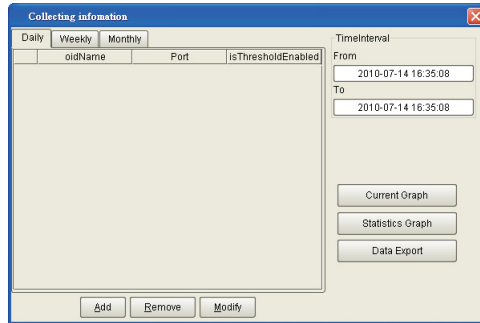 Collecting infomation
Daily Weekly Monthly
oidName Port isThresholdEnabled
TimeInterval
From
2010-07-14 16:35:08
To
2010-07-14 16:35:08
Current Graph
Statistics Graph
Data Export
Add Remove Modify